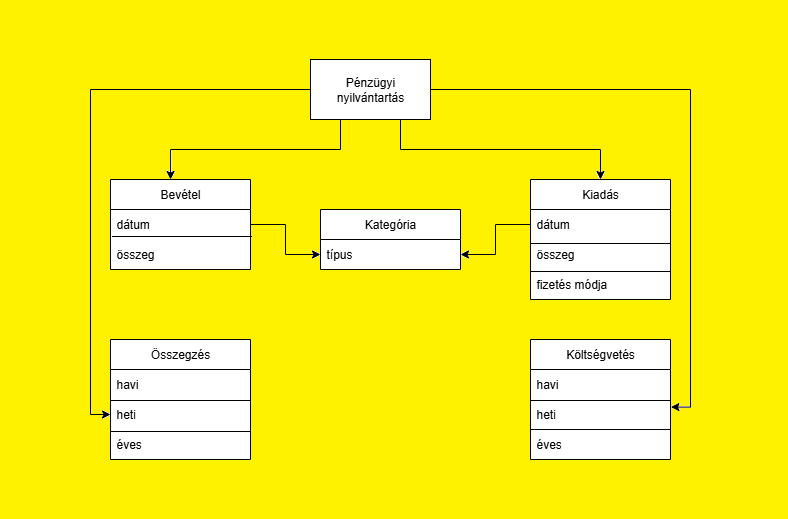 Pénzügyi
nyilvántartás
Bevétel
dátum
összeg
Kategória
típus
Kiadás
dátum
összeg
fizetés módja
Összegzés
havi
heti
éves
Költségvetés
havi
heti
éves